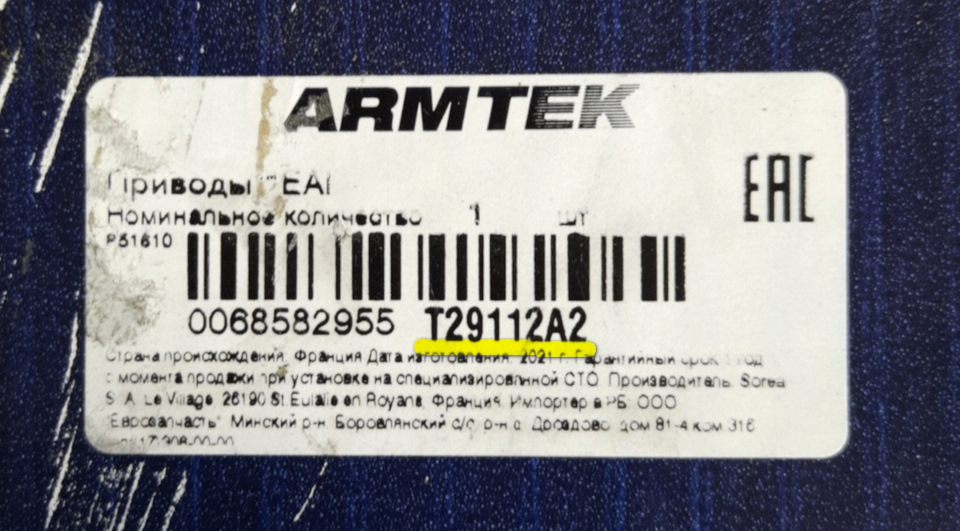 ARMTEK
EAC
Приводы
Номинальное количество 1 шт
P51610
0068582955 T29112A2
Страна происхождения: Франция Дата изготовления: 2021 г. Гарантийный срок 1 год
с момента продажи при установке на специализированной СТО. Производитель: Sorea
S. A. Le Village, 26190 St Eulalie en Royans, Франция. Импортер в РБ: ООО
"Еврозапчасть" Минский р-н Боровлянский с/с р-н д. Дроздово дом 81-4 ком 316